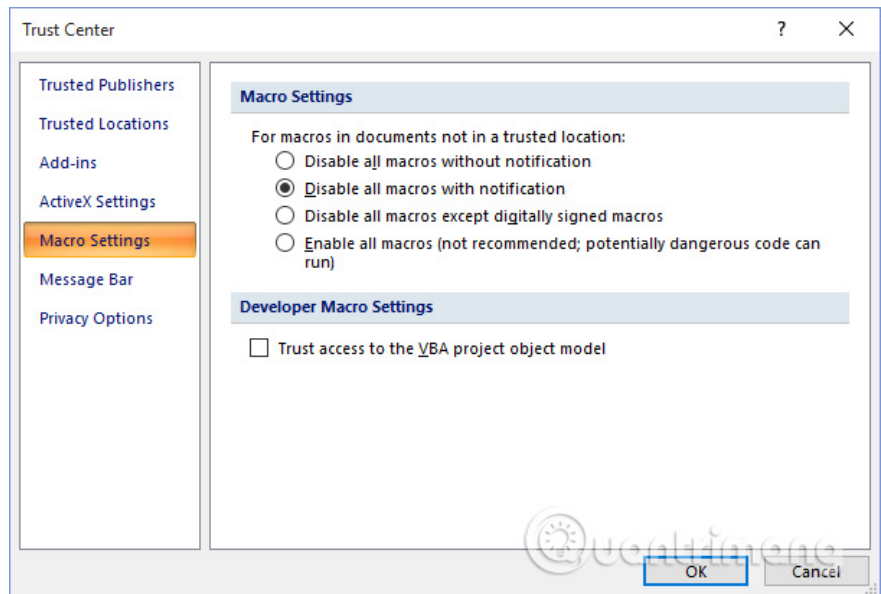 Trust Center
?
Trusted Publishers
Trusted Locations
Add-ins
ActiveX Settings
Macro Settings
Message Bar
Privacy Options
Macro Settings
For macros in documents not in a trusted location:
Disable all macros without notification
Disable all macros with notification
Disable all macros except digitally signed macros
Enable all macros (not recommended; potentially dangerous code can
run)
Developer Macro Settings
Trust access to the VBA project object model
Quantrimang
OK
Cancel